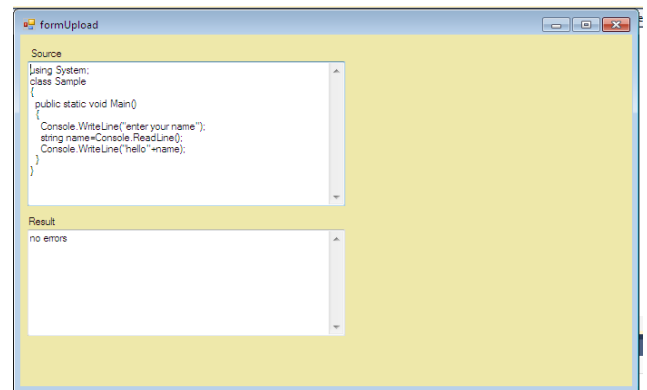 formUpload
Source
using System;
class Sample
{
public static void Main()
{
Console.WriteLine("enter your name");
string name=Console.ReadLine();
Console.WriteLine("hello"+name);
}
}
Result
no errors